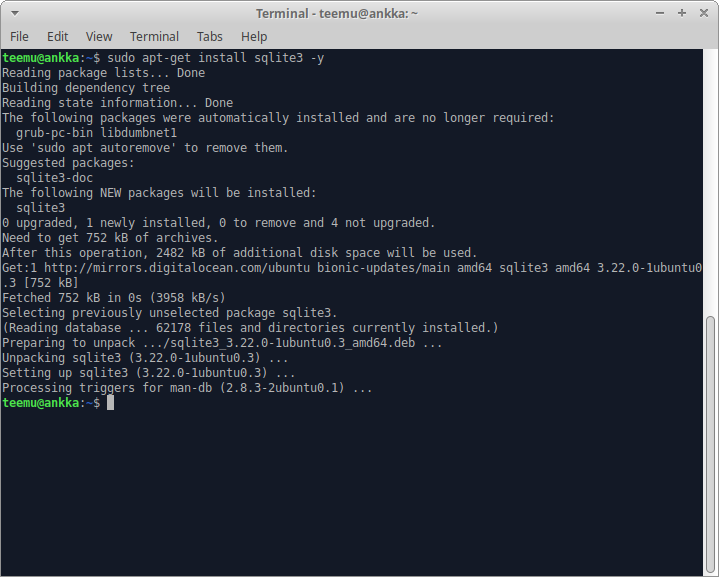 Terminal - teemu@ankka: ~
File Edit View Terminal Tabs Help
teemu@ankka:~$ sudo apt-get install sqlite3 -y
Reading package lists... Done
Building dependency tree
Reading state information... Done
The following packages were automatically installed and are no longer required:
  grub-pc-bin libdumbnet1
Use 'sudo apt autoremove' to remove them.
Suggested packages:
  sqlite3-doc
The following NEW packages will be installed:
  sqlite3
0 upgraded, 1 newly installed, 0 to remove and 4 not upgraded.
Need to get 752 kB of archives.
After this operation, 2482 kB of additional disk space will be used.
Get:1 http://mirrors.digitalocean.com/ubuntu bionic-updates/main amd64 sqlite3 amd64 3.22.0-1ubuntu0
.3 [752 kB]
Fetched 752 kB in 0s (3958 kB/s)
Selecting previously unselected package sqlite3.
(Reading database ... 62178 files and directories currently installed.)
Preparing to unpack .../sqlite3_3.22.0-1ubuntu0.3_amd64.deb ...
Unpacking sqlite3 (3.22.0-1ubuntu0.3) ...
Setting up sqlite3 (3.22.0-1ubuntu0.3) ...
Processing triggers for man-db (2.8.3-2ubuntu0.1) ...
teemu@ankka:~$